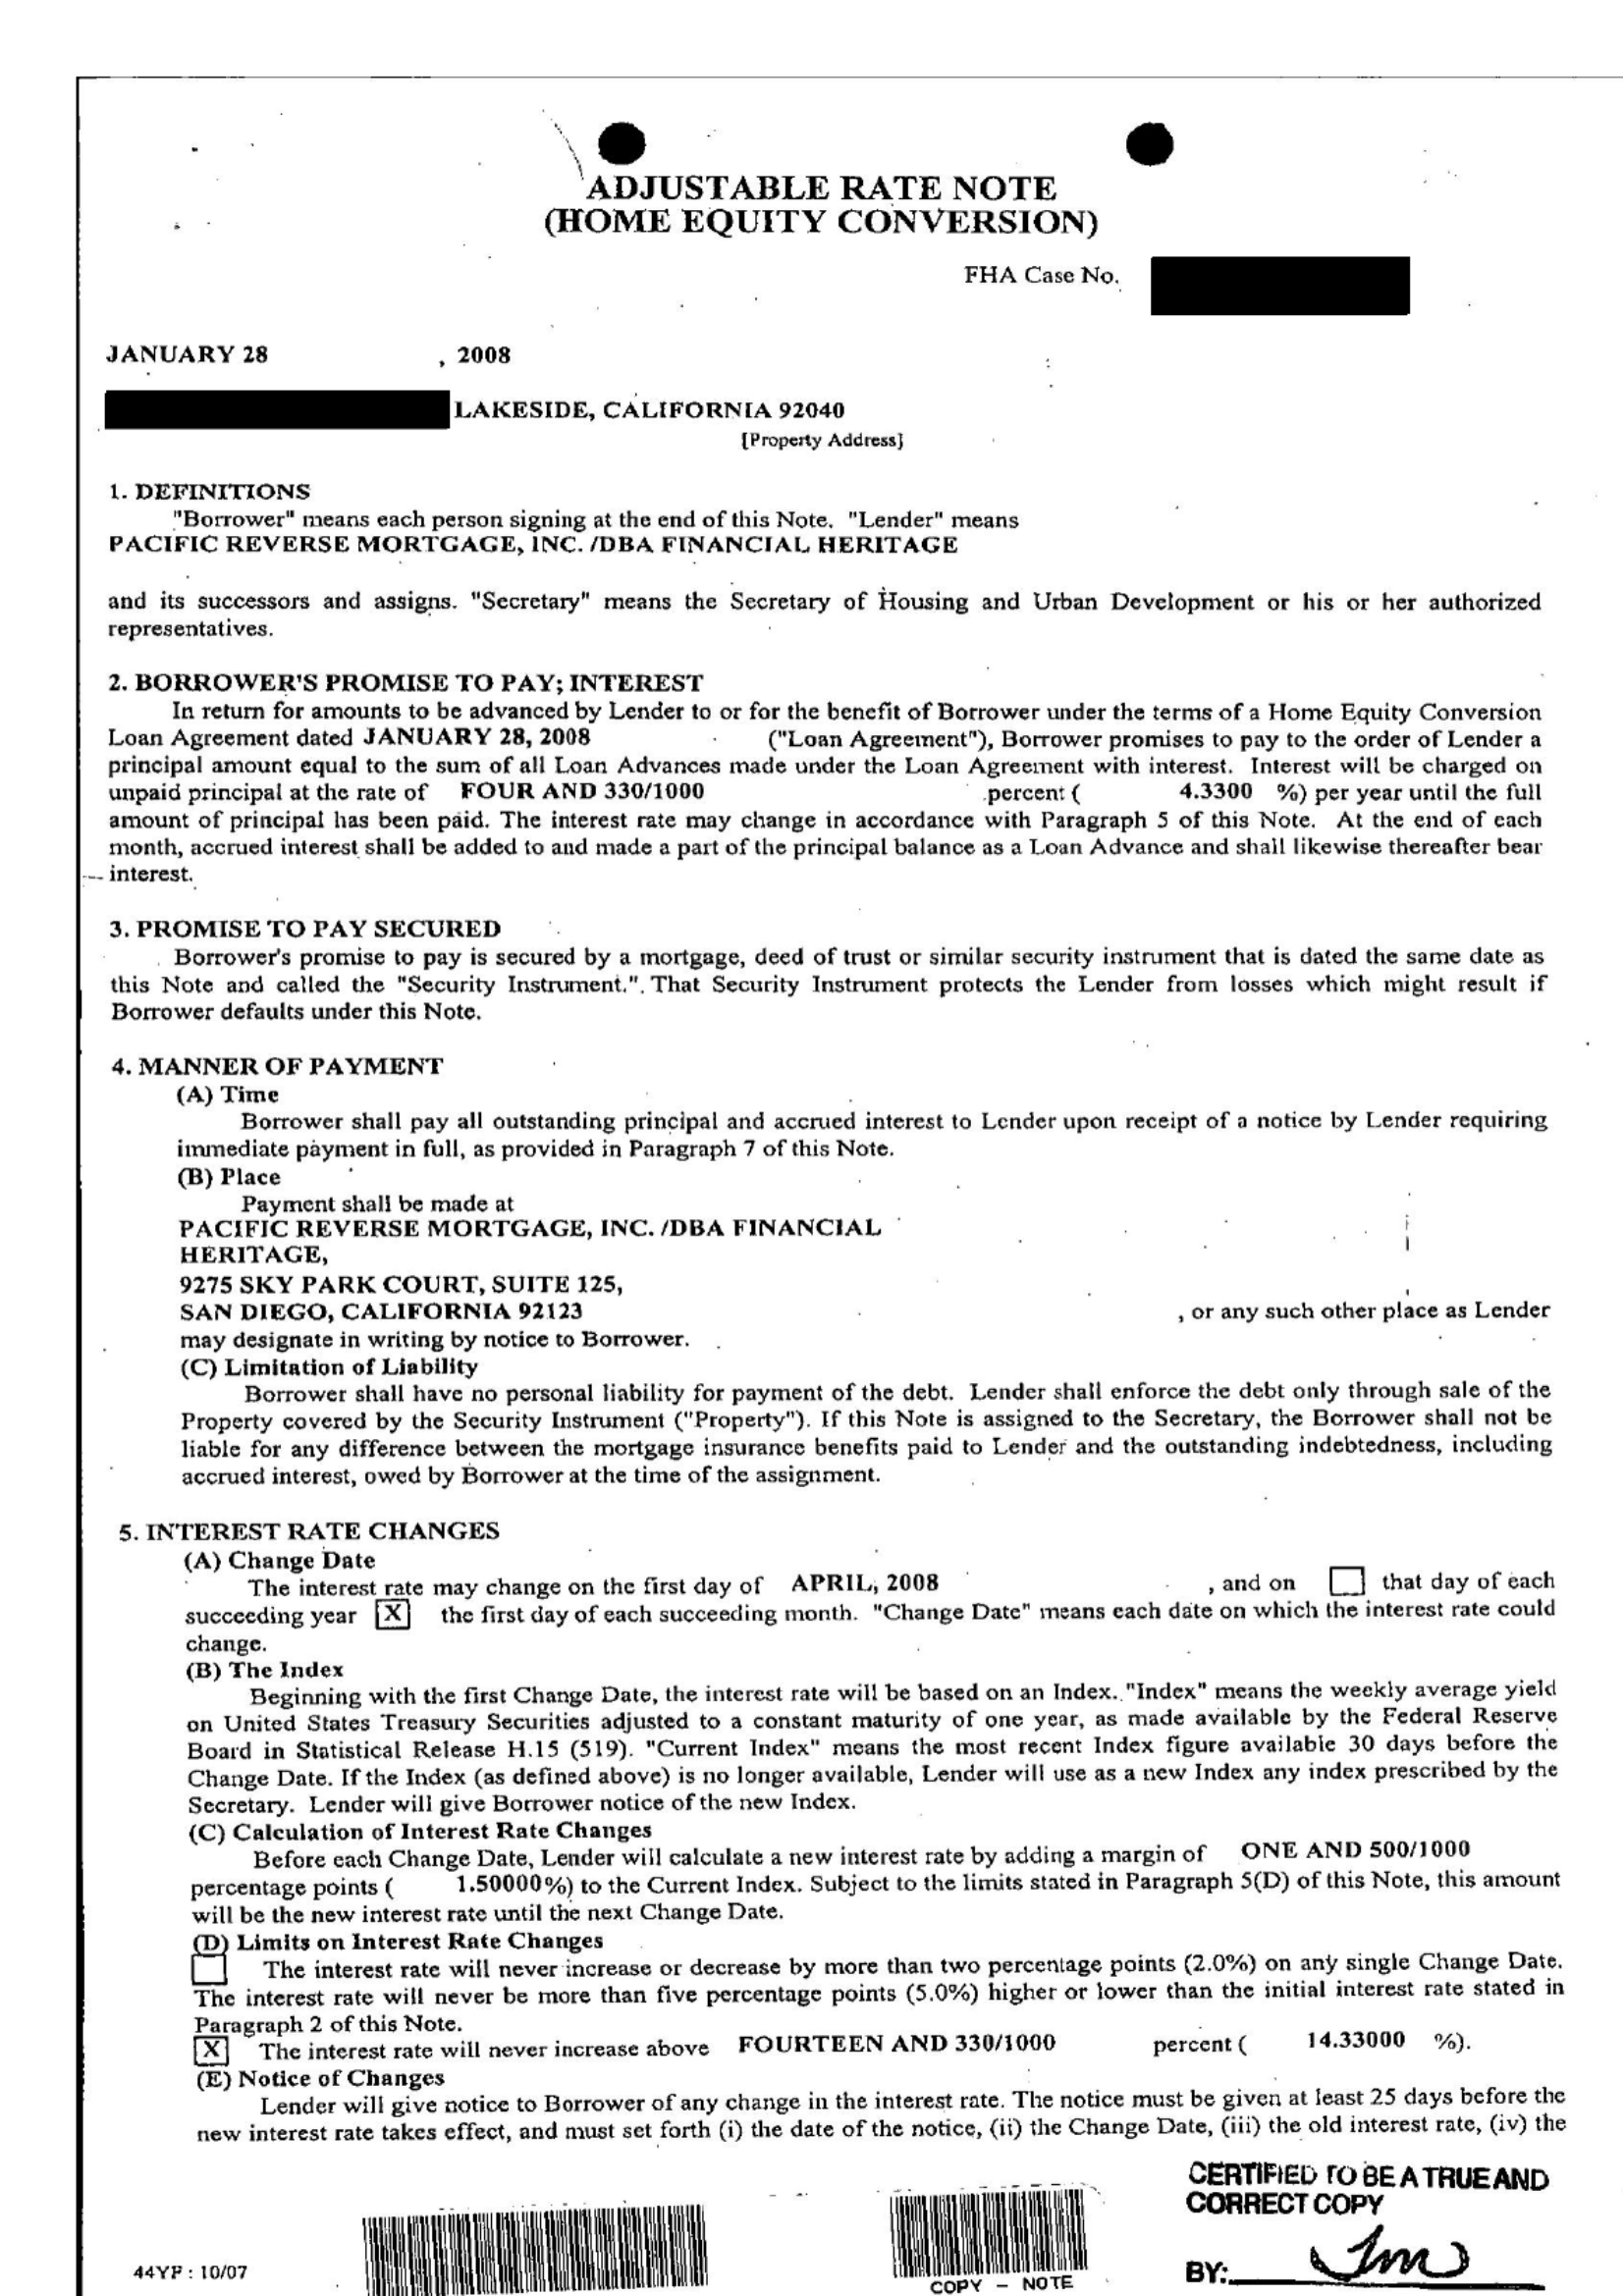 ADJUSTABLE RATE NOTE
(HOME EQUITY CONVERSION)
FHA Case No.
JANUARY 28 , 2008
LAKESIDE, CALIFORNIA 92040
[Property Address]
1. DEFINITIONS
"Borrower" means each person signing at the end of this Note. "Lender" means
PACIFIC REVERSE MORTGAGE, INC. /DBA FINANCIAL HERITAGE
and its successors and assigns. "Secretary" means the Secretary of Housing and Urban Development or his or her authorized
representatives.
2. BORROWER'S PROMISE TO PAY; INTEREST
In return for amounts to be advanced by Lender to or for the benefit of Borrower under the terms of a Home Equity Conversion
Loan Agreement dated JANUARY 28, 2008 ("Loan Agreement"), Borrower promises to pay to the order of Lender a
principal amount equal to the sum of all Loan Advances made under the Loan Agreement with interest. Interest will be charged on
unpaid principal at the rate of FOUR AND 330/1000 percent ( 4.3300 %) per year until the full
amount of principal has been paid. The interest rate may change in accordance with Paragraph 5 of this Note. At the end of each
month, accrued interest shall be added to and made a part of the principal balance as a Loan Advance and shall likewise thereafter bear
interest.
3. PROMISE TO PAY SECURED
Borrower's promise to pay is secured by a mortgage, deed of trust or similar security instrument that is dated the same date as
this Note and called the "Security Instrument.". That Security Instrument protects the Lender from losses which might result if
Borrower defaults under this Note.
4. MANNER OF PAYMENT
(A) Time
Borrower shall pay all outstanding principal and accrued interest to Lender upon receipt of a notice by Lender requiring
immediate payment in full, as provided in Paragraph 7 of this Note.
(B) Place
Payment shall be made at
PACIFIC REVERSE MORTGAGE, INC. /DBA FINANCIAL
HERITAGE,
9275 SKY PARK COURT, SUITE 125,
SAN DIEGO, CALIFORNIA 92123 , or any such other place as Lender
may designate in writing by notice to Borrower.
(C) Limitation of Liability
Borrower shall have no personal liability for payment of the debt. Lender shall enforce the debt only through sale of the
Property covered by the Security Instrument ("Property"). If this Note is assigned to the Secretary, the Borrower shall not be
liable for any difference between the mortgage insurance benefits paid to Lender and the outstanding indebtedness, including
accrued interest, owed by Borrower at the time of the assignment.
5. INTEREST RATE CHANGES
(A) Change Date
The interest rate may change on the first day of APRIL, 2008 , and on that day of each
succeeding year X the first day of each succeeding month. "Change Date" means each date on which the interest rate could
change.
(B) The Index
Beginning with the first Change Date, the interest rate will be based on an Index. "Index" means the weekly average yield
on United States Treasury Securities adjusted to a constant maturity of one year, as made available by the Federal Reserve
Board in Statistical Release H.15 (519). "Current Index" means the most recent Index figure available 30 days before the
Change Date. If the Index (as defined above) is no longer available, Lender will use as a new Index any index prescribed by the
Secretary. Lender will give Borrower notice of the new Index.
(C) Calculation of Interest Rate Changes
Before each Change Date, Lender will calculate a new interest rate by adding a margin of ONE AND 500/1000
percentage points ( 1.50000%) to the Current Index. Subject to the limits stated in Paragraph 5(D) of this Note, this amount
will be the new interest rate until the next Change Date.
(D) Limits on Interest Rate Changes
The interest rate will never increase or decrease by more than two percentage points (2.0%) on any single Change Date.
The interest rate will never be more than five percentage points (5.0%) higher or lower than the initial interest rate stated in
Paragraph 2 of this Note.
X The interest rate will never increase above FOURTEEN AND 330/1000 percent ( 14.33000 %).
(E) Notice of Changes
Lender will give notice to Borrower of any change in the interest rate. The notice must be given at least 25 days before the
new interest rate takes effect, and must set forth (i) the date of the notice, (ii) the Change Date, (iii) the old interest rate, (iv) the
CERTIFIED TO BE A TRUE AND
CORRECT COPY
BY:
44YF : 10/07
COPY - NOTE